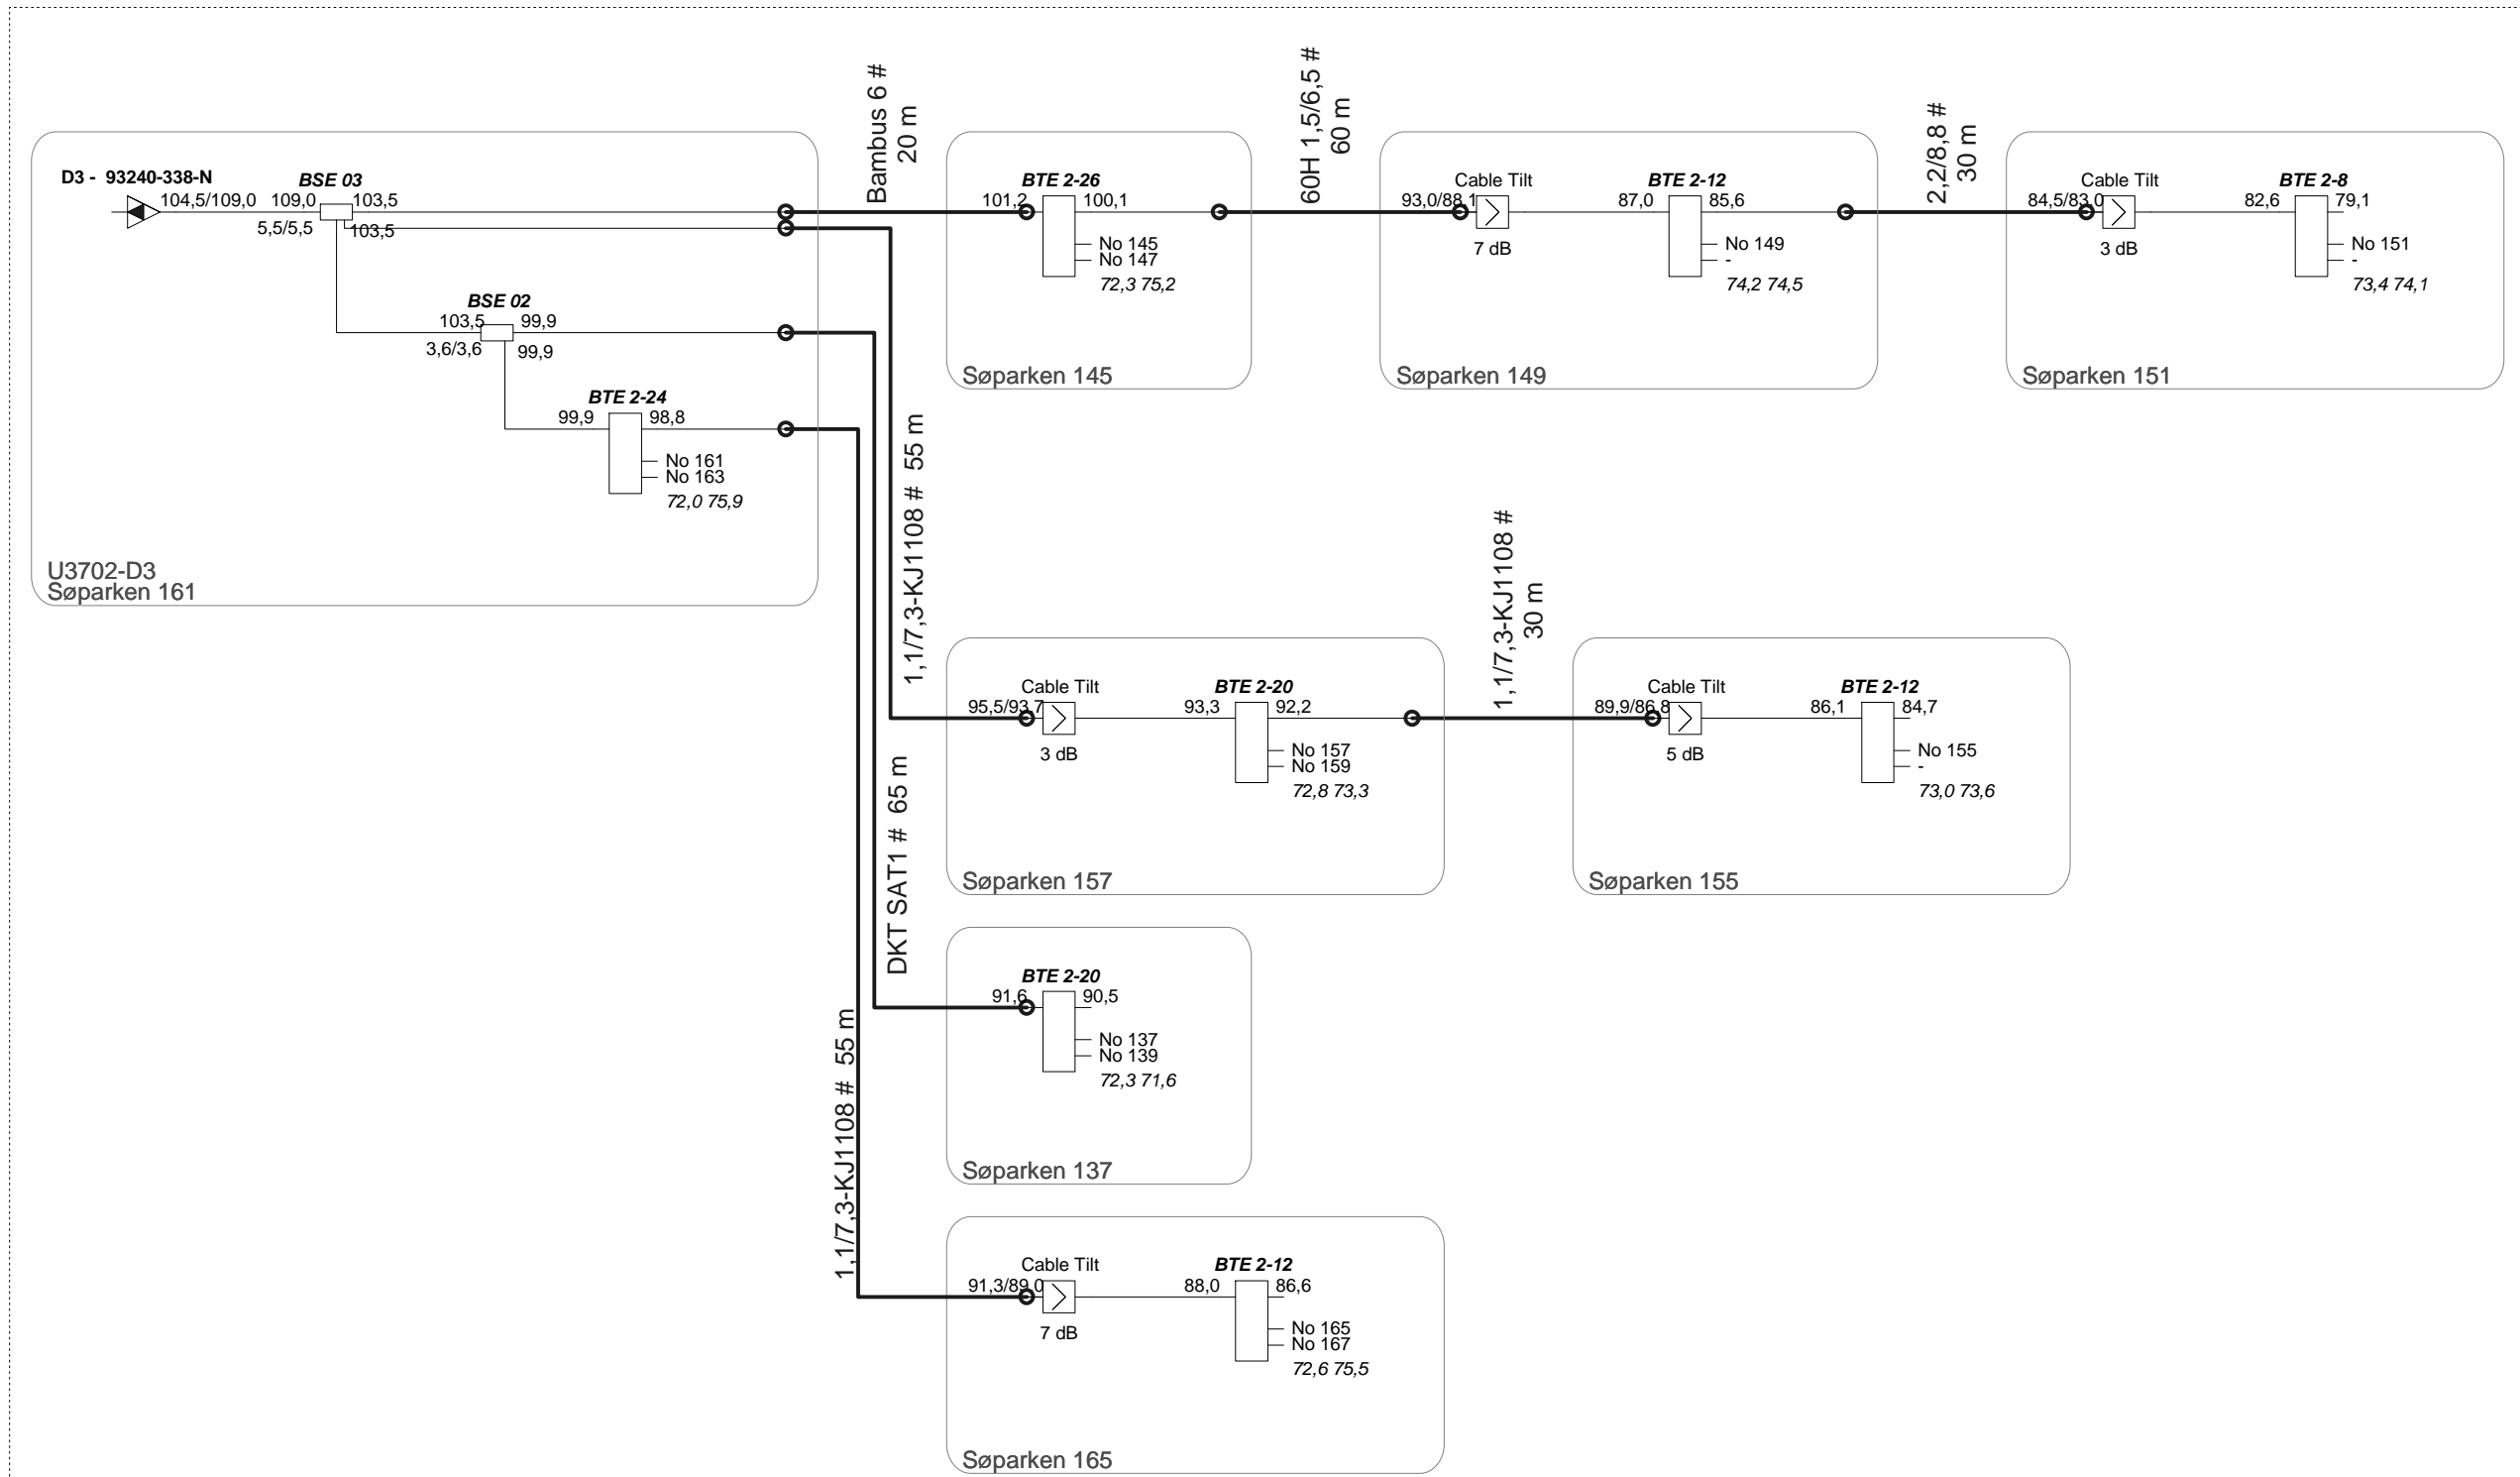 Bambus 6 #
20 m
60H 1,5/6,5 #
60 m
2,2/8,8 #
30 m
D3 - 93240-338-N
104,5/109,0
BSE 03
109,0
103,5
5,5/5,5
103,5
BSE 02
103,5
99,9
3,6/3,6
99,9
BTE 2-24
99,9
98,8
No 161
No 163
72,0 75,9
U3702-D3
Søparken 161
BTE 2-26
101,2
100,1
No 145
No 147
72,3 75,2
Søparken 145
Cable Tilt
93,0/88,1
7 dB
BTE 2-12
87,0
85,6
No 149
-
74,2 74,5
Søparken 149
Cable Tilt
84,5/83,0
3 dB
BTE 2-8
82,6
79,1
No 151
-
73,4 74,1
Søparken 151
1,1/7,3-KJ1108 # 55 m
Cable Tilt
95,5/93,7
3 dB
BTE 2-20
93,3
92,2
No 157
No 159
72,8 73,3
Søparken 157
1,1/7,3-KJ1108 #
30 m
Cable Tilt
89,9/86,8
5 dB
BTE 2-12
86,1
84,7
No 155
-
73,0 73,6
Søparken 155
DKT SAT1 # 65 m
BTE 2-20
91,6
90,5
No 137
No 139
72,3 71,6
Søparken 137
1,1/7,3-KJ1108 # 55 m
Cable Tilt
91,3/89,0
7 dB
BTE 2-12
88,0
86,6
No 165
No 167
72,6 75,5
Søparken 165